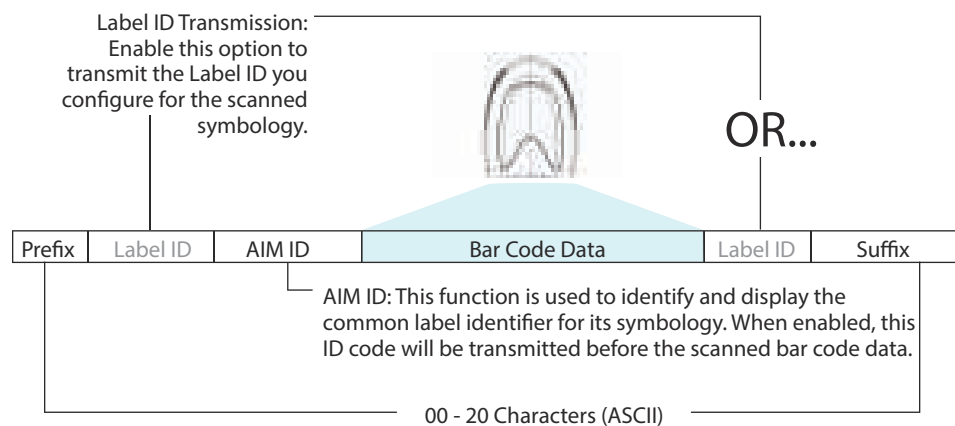 Label ID Transmission:
Enable this option to
transmit the Label ID you
configure for the scanned
symbology.
OR...
Prefix Label ID AIM ID Bar Code Data Label ID Suffix
AIM ID: This function is used to identify and display the
common label identifier for its symbology. When enabled, this
ID code will be transmitted before the scanned bar code data.
00 - 20 Characters (ASCII)